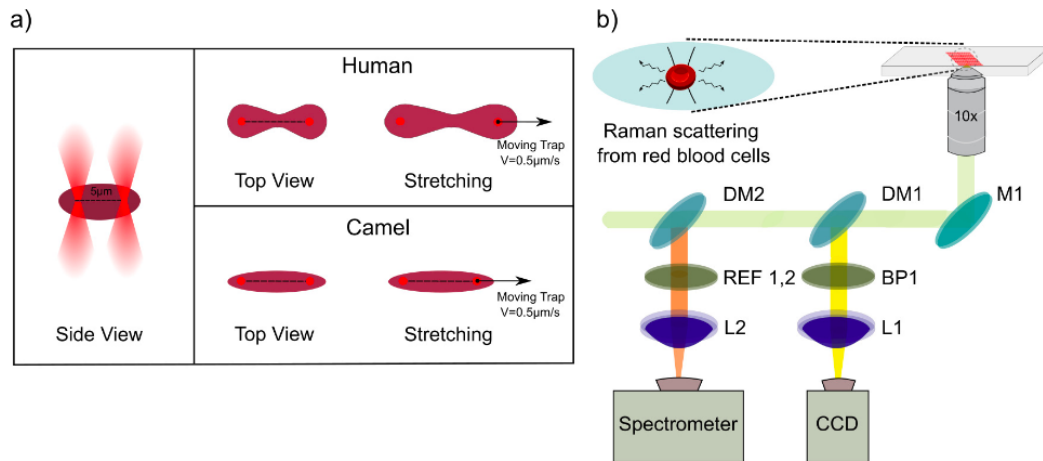 a)
Human
5μm
Moving Trap
V=0.5μm/s
Top View
Stretching
Camel
Moving Trap
V=0.5μm/s
Side View
Top View
Stretching
b)
10x
Raman scattering
from red blood cells
DM2
DM1
M1
REF 1,2
BP1
L2
L1
Spectrometer
CCD